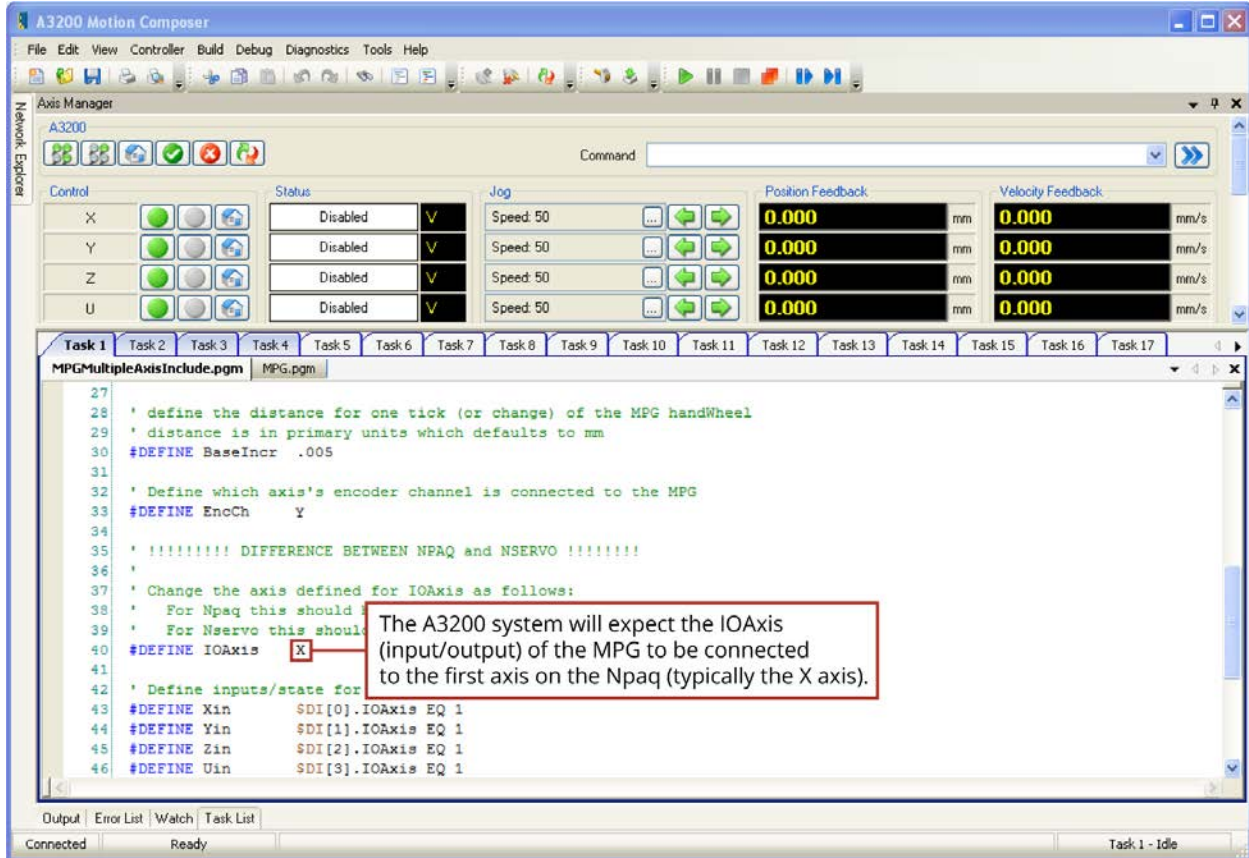 A3200 Motion Composer
File Edit View Controller Build Debug Diagnostics Tools Help
Network Explorer
Axis Manager
A3200
Command
Control Status Jog Position Feedback Velocity Feedback
X Disabled V Speed: 50 ... 0.000 mm 0.000 mm/s
Y Disabled V Speed: 50 ... 0.000 mm 0.000 mm/s
Z Disabled V Speed: 50 ... 0.000 mm 0.000 mm/s
U Disabled V Speed: 50 ... 0.000 mm 0.000 mm/s
Task 1 Task 2 Task 3 Task 4 Task 5 Task 6 Task 7 Task 8 Task 9 Task 10 Task 11 Task 12 Task 13 Task 14 Task 15 Task 16 Task 17
MPGMultipleAxisInclude.pgm MPG.pgm
27
28 ' define the distance for one tick (or change) of the MPG handWheel
29 ' distance is in primary units which defaults to mm
30 #DEFINE BaseIncr .005
31
32 ' Define which axis's encoder channel is connected to the MPG
33 #DEFINE EncCh Y
34
35 ' !!!!!!!!! DIFFERENCE BETWEEN NPAQ and NSERVO !!!!!!!!
36 '
37 ' Change the axis defined for IOAxis as follows:
38 ' For Npaq this should
39 ' For Nservo this shoul
40 #DEFINE IOAxis X
The A3200 system will expect the IOAxis
(input/output) of the MPG to be connected
to the first axis on the Npaq (typically the X axis).
41
42 ' Define inputs/state for
43 #DEFINE Xin $DI[0].IOAxis EQ 1
44 #DEFINE Yin $DI[1].IOAxis EQ 1
45 #DEFINE Zin $DI[2].IOAxis EQ 1
46 #DEFINE Uin $DI[3].IOAxis EQ 1
Output Error List Watch Task List
Connected Ready Task 1 - Idle